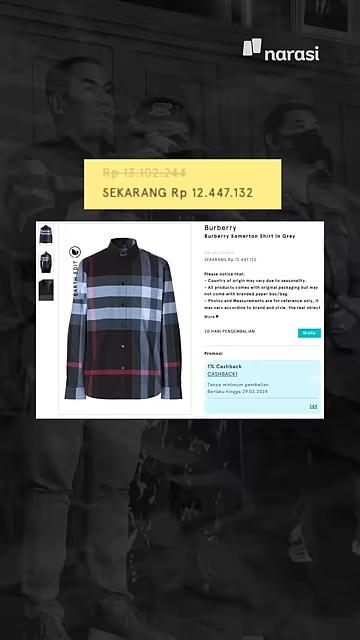 narasi
Rp 13.102.244
SEKARANG Rp 12.447.132
EARTH EDIT
Burberry
Burberry Somerton Shirt in Grey
SEKARANG Rp 12.447.132
Please notice that:
- Country of origin may vary due to seasonality.
- All products comes with original packaging but may
not come with branded paper box/bag.
- Photos and Measurements are for reference only, it
may vary according to brand and style, the real object
More
30 HARI PENGEMBALIAN.
Gratis
Promosi:
1% Cashback
CASHBACK1
Tanpa minimum pembelian.
Berlaku hingga 29.02.2024
S&K